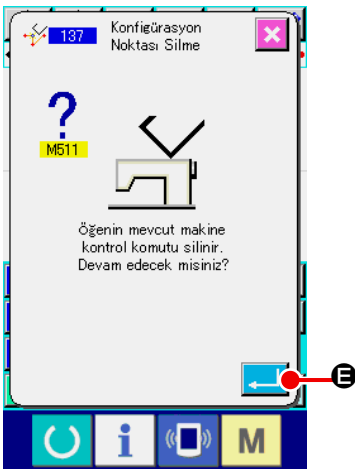 137
Konfigürasyon
Noktası Silme
?
M511
Öğenin mevcut makine
kontrol komutu silinir.
Devam edecek misiniz?
E
i
M